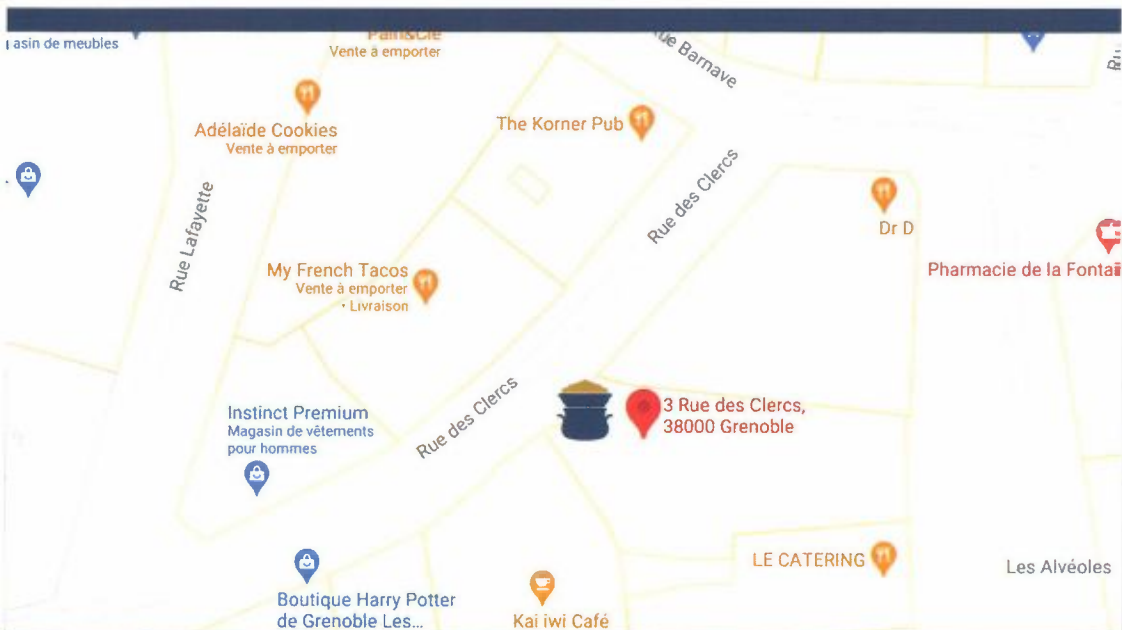 asin de meubles
Pain&Cie
Vente à emporter
Rue Barnave
Adélaïde Cookies
Vente à emporter
The Korner Pub
Rue des Clercs
Rue Lafayette
Dr D
My French Tacos
Vente à emporter
· Livraison
Pharmacie de la Fontai
Rue des Clercs
3 Rue des Clercs,
38000 Grenoble
Instinct Premium
Magasin de vêtements
pour hommes
LE CATERING
Les Alvéoles
Boutique Harry Potter
de Grenoble Les...
Kai iwi Café